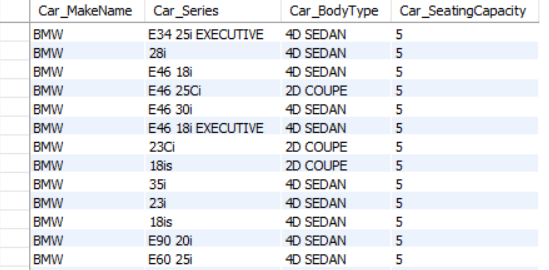 Car_MakeName Car_Series Car_BodyType Car_SeatingCapacity
BMW E34 25i EXECUTIVE 4D SEDAN 5
BMW 28i 4D SEDAN 5
BMW E46 18i 4D SEDAN 5
BMW E46 25Ci 2D COUPE 5
BMW E46 30i 4D SEDAN 5
BMW E46 18i EXECUTIVE 4D SEDAN 5
BMW 23Ci 2D COUPE 5
BMW 18is 2D COUPE 5
BMW 35i 4D SEDAN 5
BMW 23i 4D SEDAN 5
BMW 18is 4D SEDAN 5
BMW E90 20i 4D SEDAN 5
BMW E60 25i 4D SEDAN 5